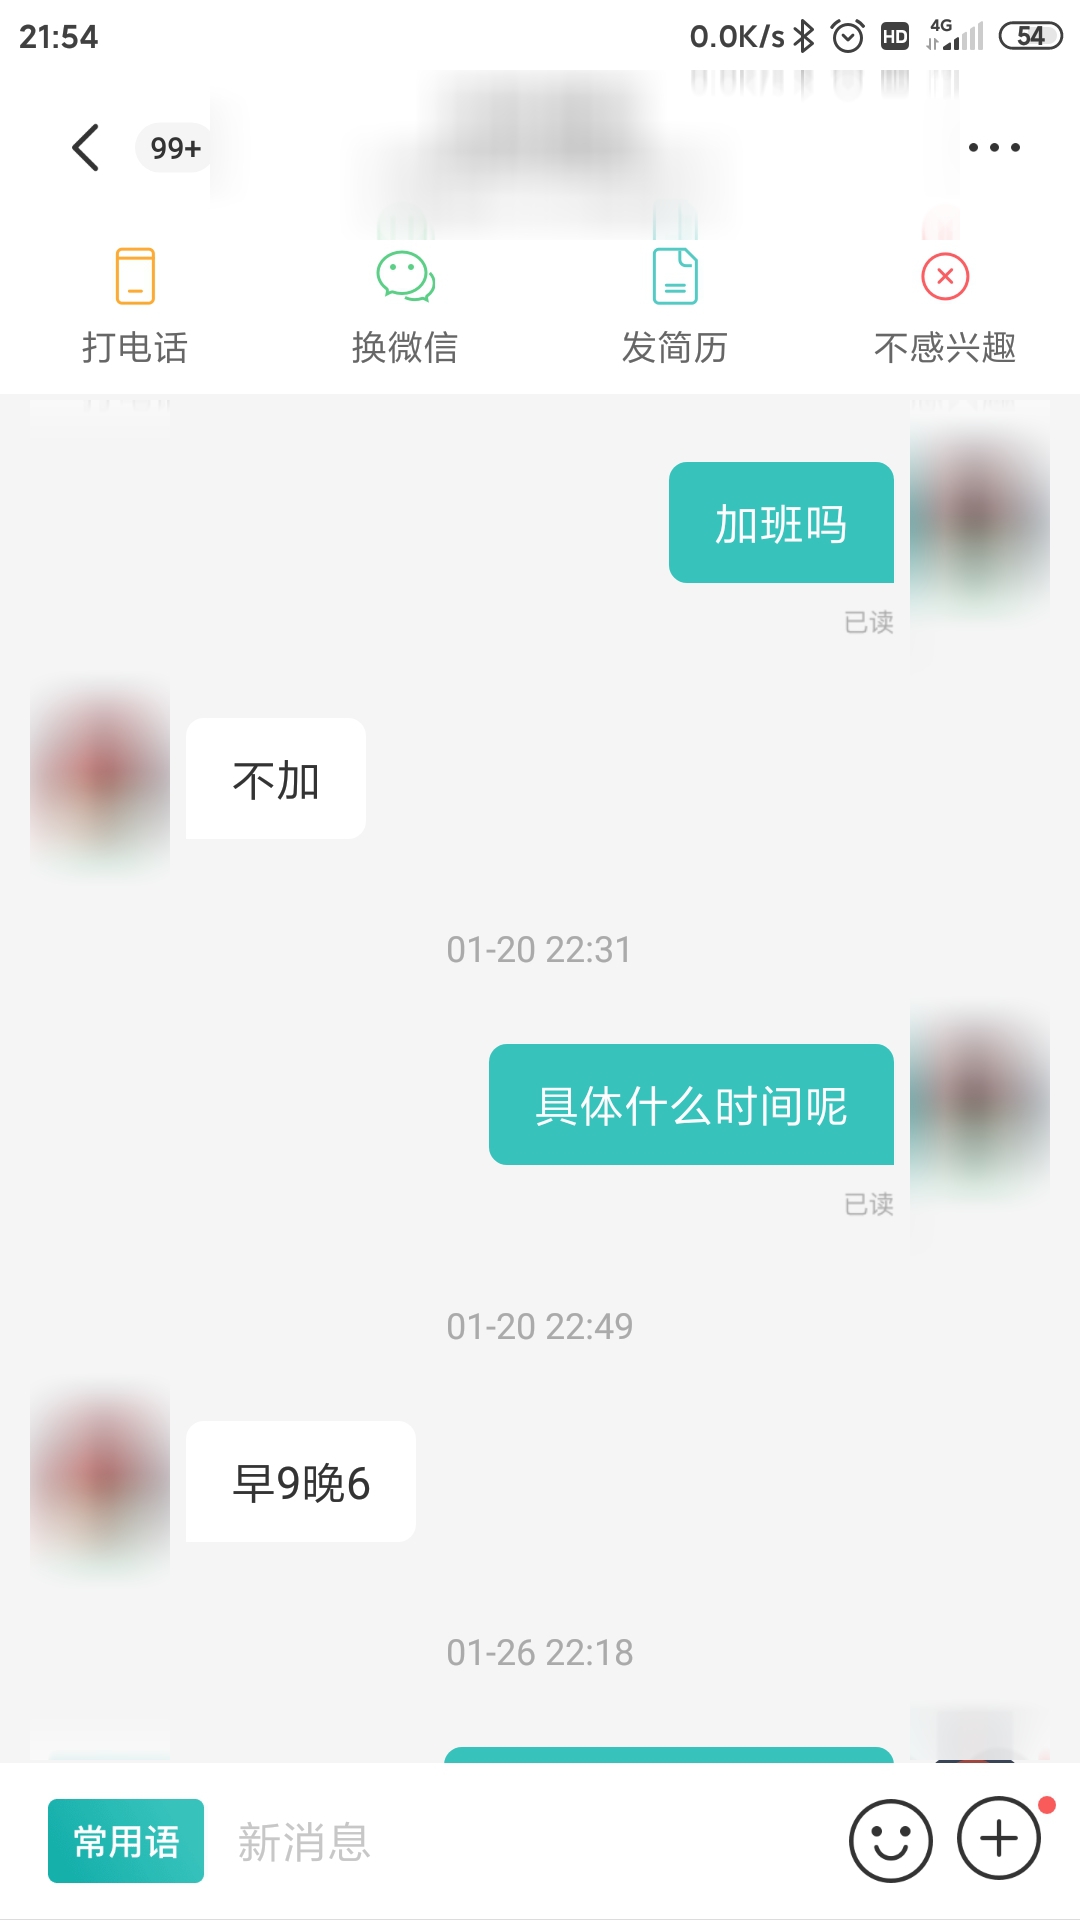 21:54 0.0K/s HD 4G 54
99+
打电话 换微信 发简历 不感兴趣
加班吗
已读
不加
01-20 22:31
具体什么时间呢
已读
01-20 22:49
早9晚6
01-26 22:18
常用语 新消息